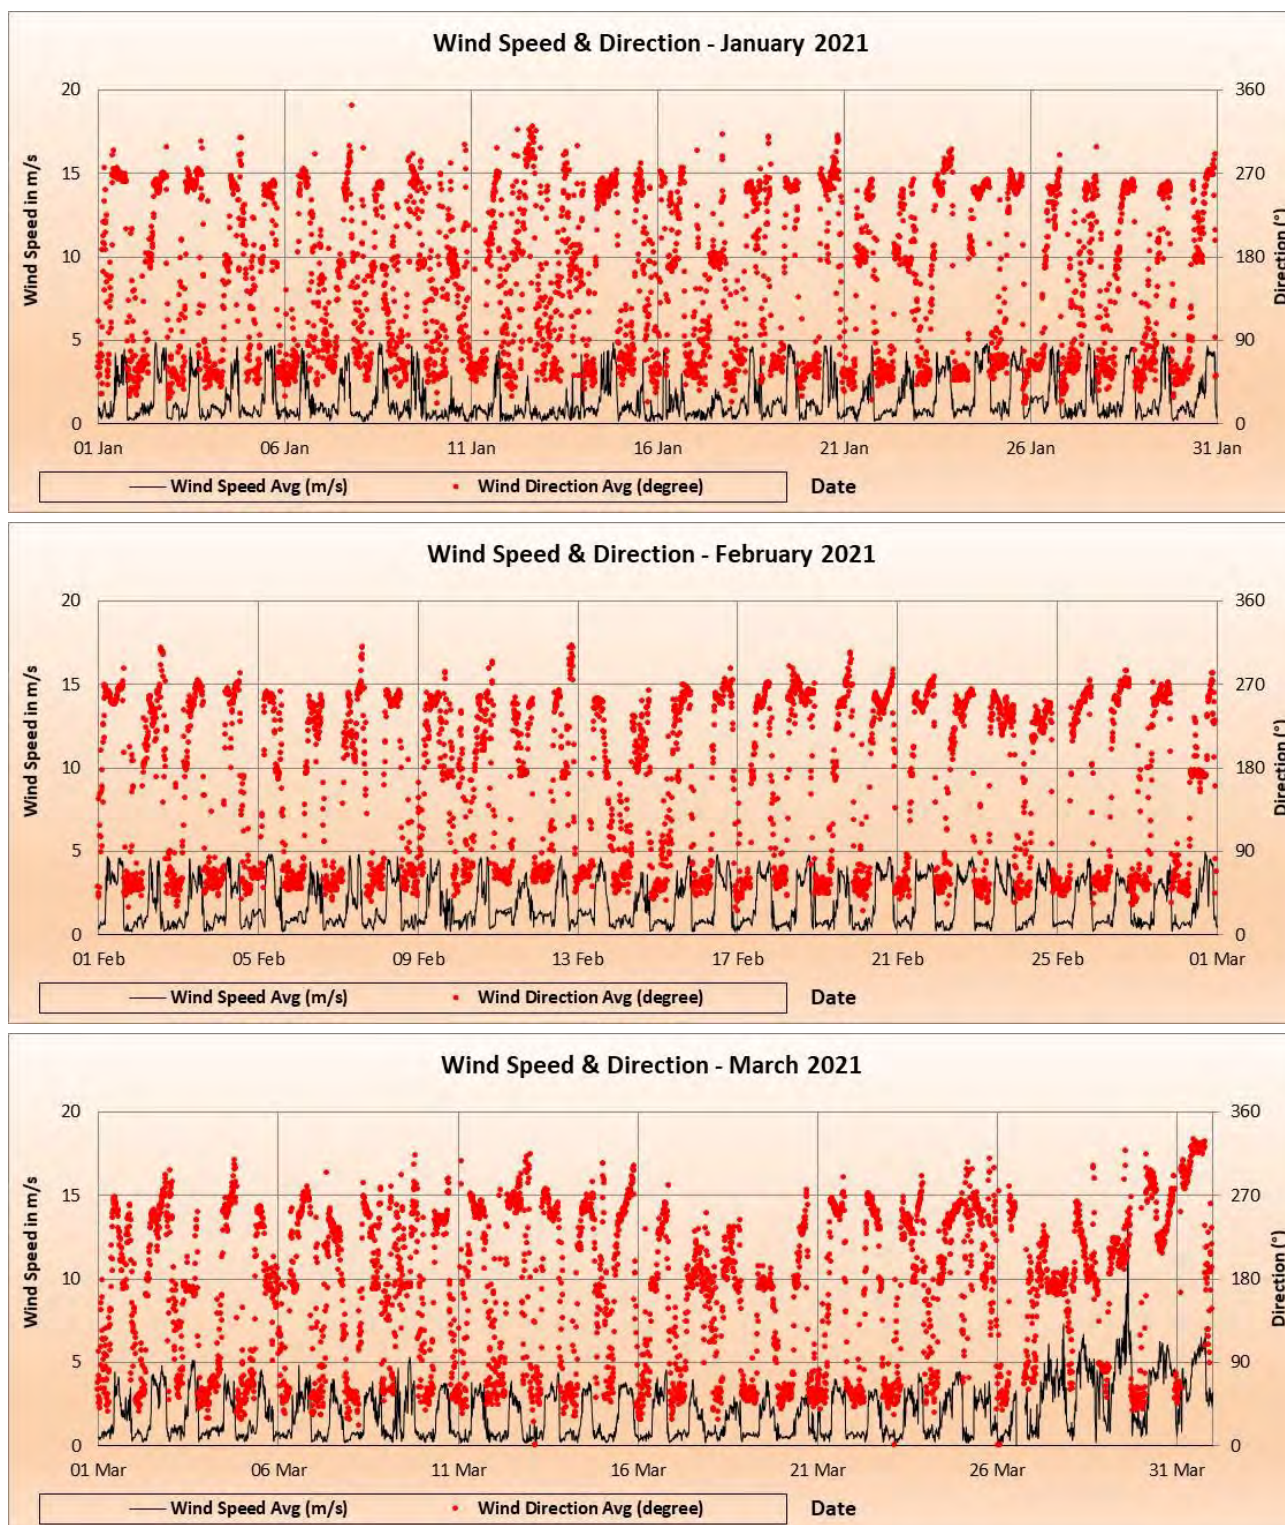 Wind Speed & Direction - January 2021
20
360
15
270
10
180
5
90
0
0
Wind Speed in m/s
Direction (°)
01 Jan
06 Jan
11 Jan
16 Jan
21 Jan
26 Jan
31 Jan
Wind Speed Avg (m/s)
Wind Direction Avg (degree)
Date
Wind Speed & Direction - February 2021
20
360
15
270
10
180
5
90
0
0
Wind Speed in m/s
Direction (°)
01 Feb
05 Feb
09 Feb
13 Feb
17 Feb
21 Feb
25 Feb
01 Mar
Wind Speed Avg (m/s)
Wind Direction Avg (degree)
Date
Wind Speed & Direction - March 2021
20
360
15
270
10
180
5
90
0
0
Wind Speed in m/s
Direction (°)
01 Mar
06 Mar
11 Mar
16 Mar
21 Mar
26 Mar
31 Mar
Wind Speed Avg (m/s)
Wind Direction Avg (degree)
Date